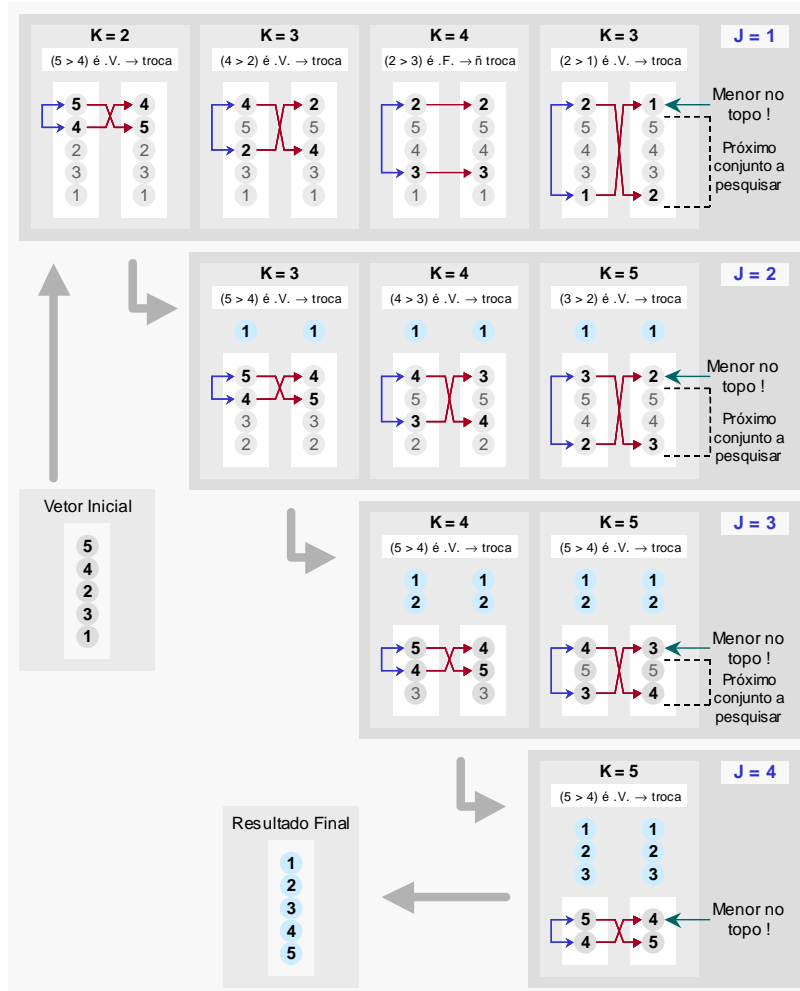 K = 2
(5 > 4) é .V. → troca
5 4
4 5
2 2
3 3
1 1
K = 3
(4 > 2) é .V. → troca
4 2
5 5
2 4
3 3
1 1
K = 4
(2 > 3) é .F. → ñ troca
2 2
5 5
4 4
3 3
1 1
K = 3
(2 > 1) é .V. → troca
2 1
5 5
4 4
3 3
1 2
J = 1
Menor no
topo !
Próximo
conjunto a
pesquisar
K = 3
(5 > 4) é .V. → troca
1 1
5 4
4 5
3 3
2 2
K = 4
(4 > 3) é .V. → troca
1 1
4 3
5 5
3 4
2 2
K = 5
(3 > 2) é .V. → troca
1 1
3 2
5 5
4 4
2 3
J = 2
Menor no
topo !
Próximo
conjunto a
pesquisar
Vetor Inicial
5
4
2
3
1
K = 4
(5 > 4) é .V. → troca
1 1
2 2
5 4
4 5
3 3
K = 5
(5 > 4) é .V. → troca
1 1
2 2
4 3
5 5
3 4
J = 3
Menor no
topo !
Próximo
conjunto a
pesquisar
K = 5
(5 > 4) é .V. → troca
1 1
2 2
3 3
5 4
4 5
J = 4
Menor no
topo !
Resultado Final
1
2
3
4
5